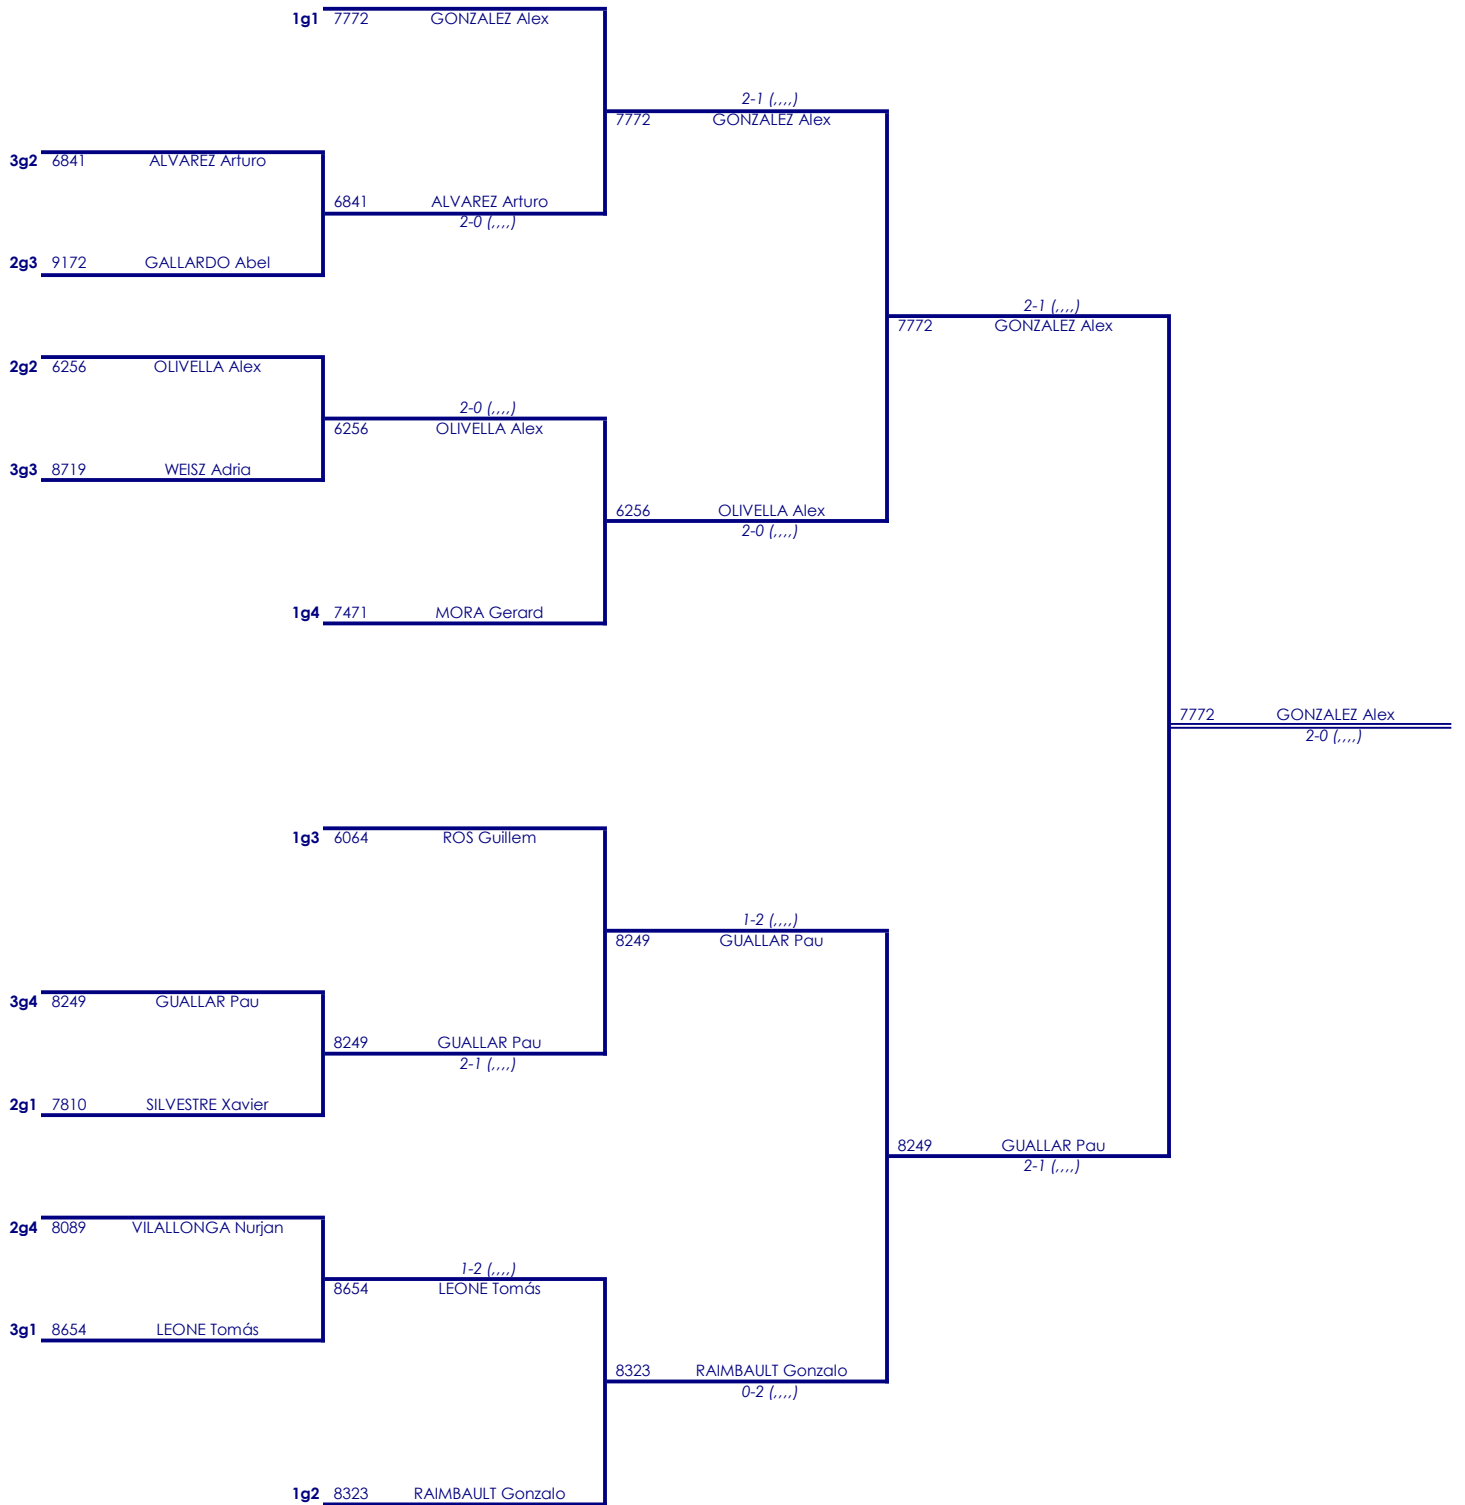 1g1 7772 GONZALEZ Alex
2-1 (,,,,)
7772 GONZALEZ Alex
3g2 6841 ALVAREZ Arturo
6841 ALVAREZ Arturo
2-0 (,,,,)
2g3 9172 GALLARDO Abel
2-1 (,,,,)
7772 GONZALEZ Alex
2g2 6256 OLIVELLA Alex
2-0 (,,,,)
6256 OLIVELLA Alex
3g3 8719 WEISZ Adria
6256 OLIVELLA Alex
2-0 (,,,,)
1g4 7471 MORA Gerard
7772 GONZALEZ Alex
2-0 (,,,,)
1g3 6064 ROS Guillem
1-2 (,,,,)
8249 GUALLAR Pau
3g4 8249 GUALLAR Pau
8249 GUALLAR Pau
2-1 (,,,,)
2g1 7810 SILVESTRE Xavier
8249 GUALLAR Pau
2-1 (,,,,)
2g4 8089 VILALLONGA Nurjan
1-2 (,,,,)
8654 LEONE Tomás
3g1 8654 LEONE Tomás
8323 RAIMBAULT Gonzalo
0-2 (,,,,)
1g2 8323 RAIMBAULT Gonzalo